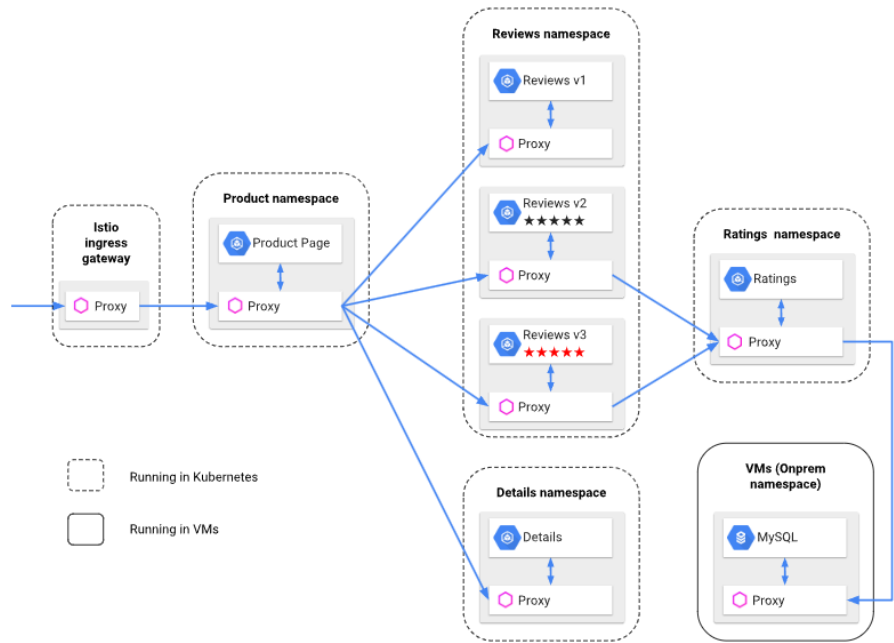 Reviews namespace
Reviews v1
Proxy
Product namespace
Istio
ingress
gateway
Product Page
Reviews v2
★★★★★
Ratings namespace
Proxy
Proxy
Proxy
Ratings
Reviews v3
★★★★★
Proxy
Proxy
Running in Kubernetes
Details namespace
VMs (Onprem
namespace)
Running in VMs
Details
MySQL
Proxy
Proxy